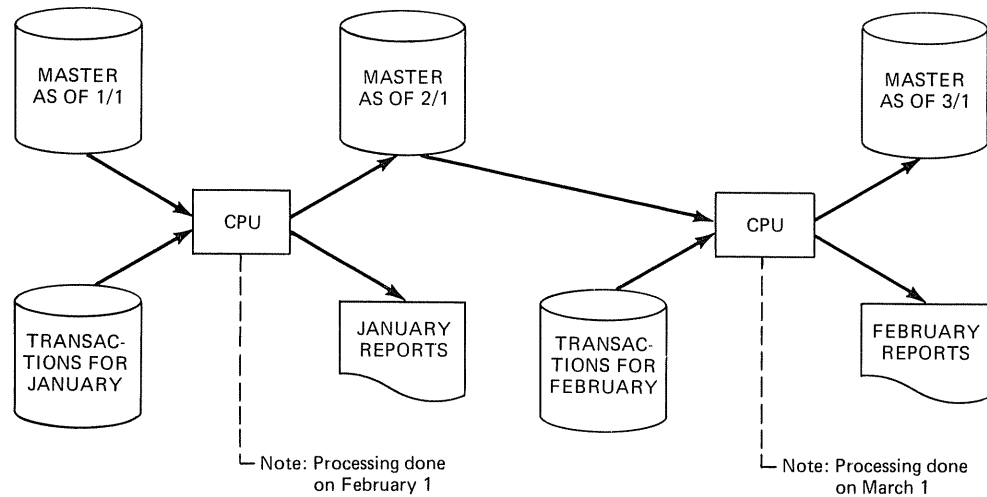 MASTER
AS OF 1/1
MASTER
AS OF 2/1
MASTER
AS OF 3/1
CPU
CPU
TRANSAC-
TIONS FOR
JANUARY
JANUARY
REPORTS
TRANSAC-
TIONS FOR
FEBRUARY
FEBRUARY
REPORTS
Note: Processing done
on February 1
Note: Processing done
on March 1